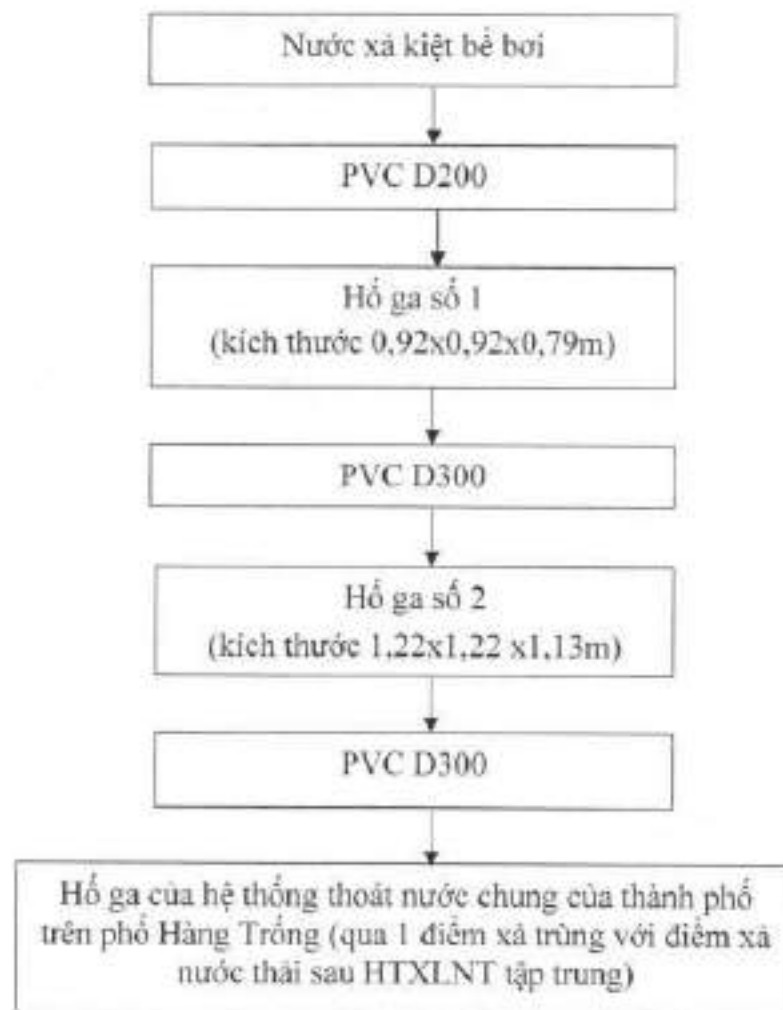 Nước xả kiệt bể bơi
PVC D200
Hố ga số 1
(kích thước 0,92x0,92x0,79m)
PVC D300
Hố ga số 2
(kích thước 1,22x1,22 x1,13m)
PVC D300
Hố ga của hệ thống thoát nước chung của thành phố
trên phố Hàng Trống (qua 1 điểm xả trùng với điểm xả
nước thải sau HTXLNT tập trung)